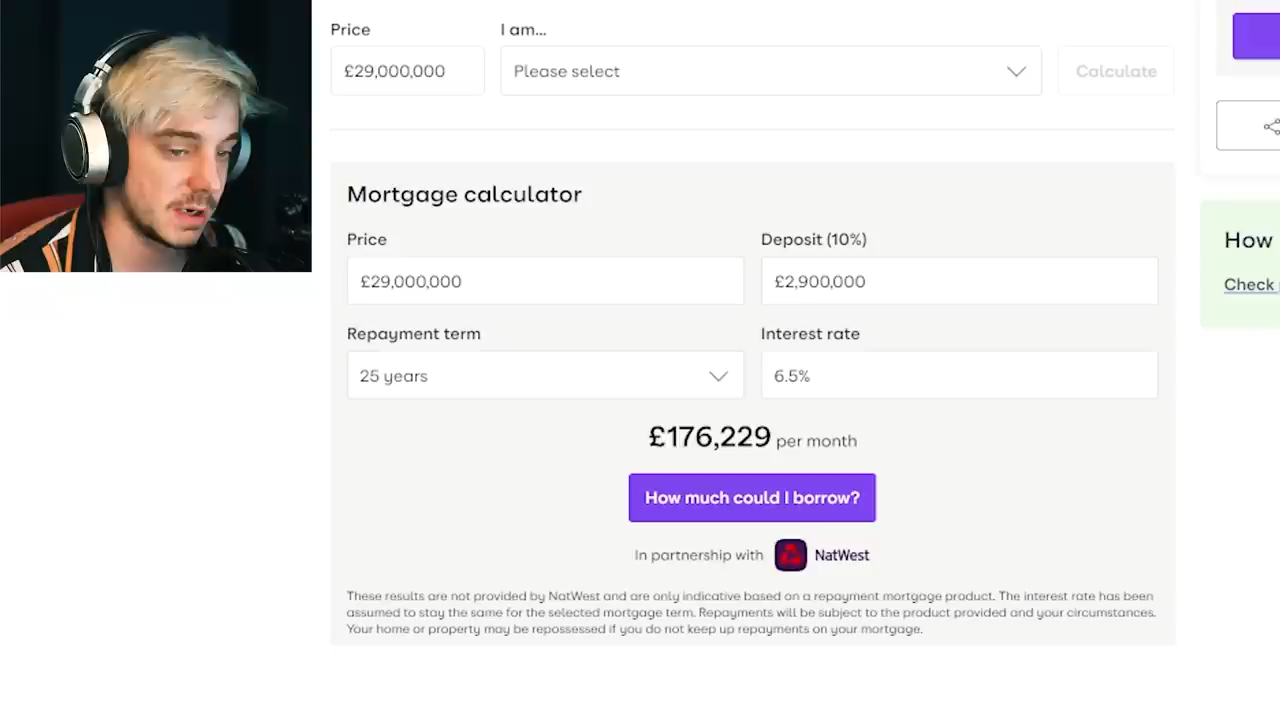 Price
I am...
£29,000,000
Please select
Calculate
Mortgage calculator
Price
Deposit (10%)
£29,000,000
£2,900,000
How
Check
Repayment term
Interest rate
25 years
6.5%
£176,229 per month
How much could I borrow?
In partnership with NatWest
These results are not provided by NatWest and are only indicative based on a repayment mortgage product. The interest rate has been
assumed to stay the same for the selected mortgage term. Repayments will be subject to the product provided and your circumstances.
Your home or property may be repossessed if you do not keep up repayments on your mortgage.